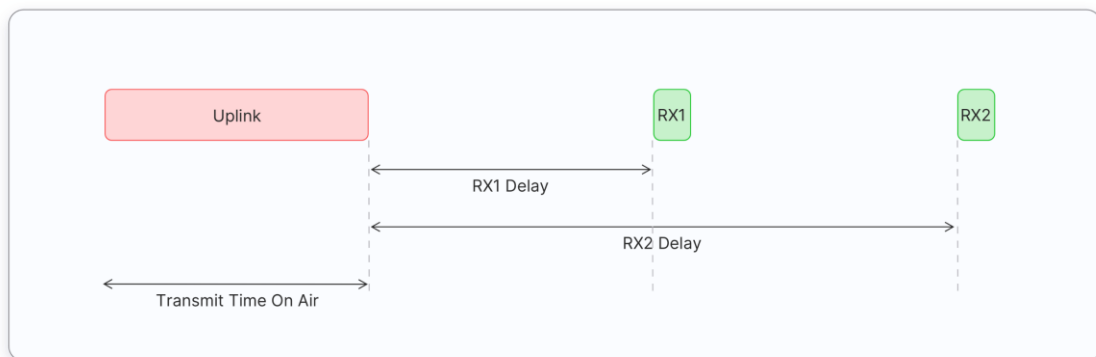 Uplink
RX1
RX2
RX1 Delay
RX2 Delay
Transmit Time On Air